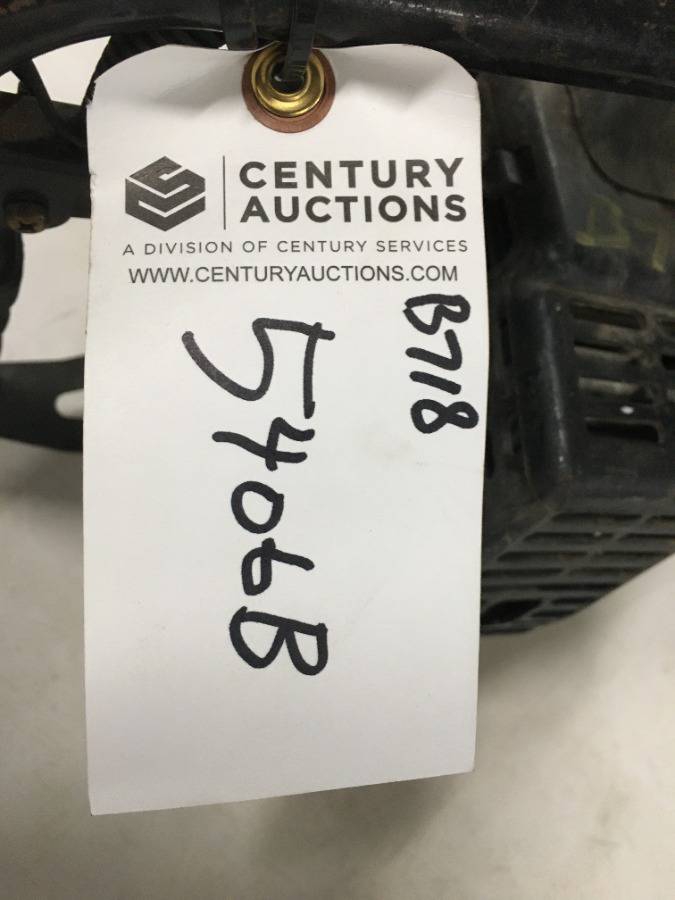 CENTURY
AUCTIONS
A DIVISION OF CENTURY SERVICES
WWW.CENTURYAUCTIONS.COM
B718
5406B